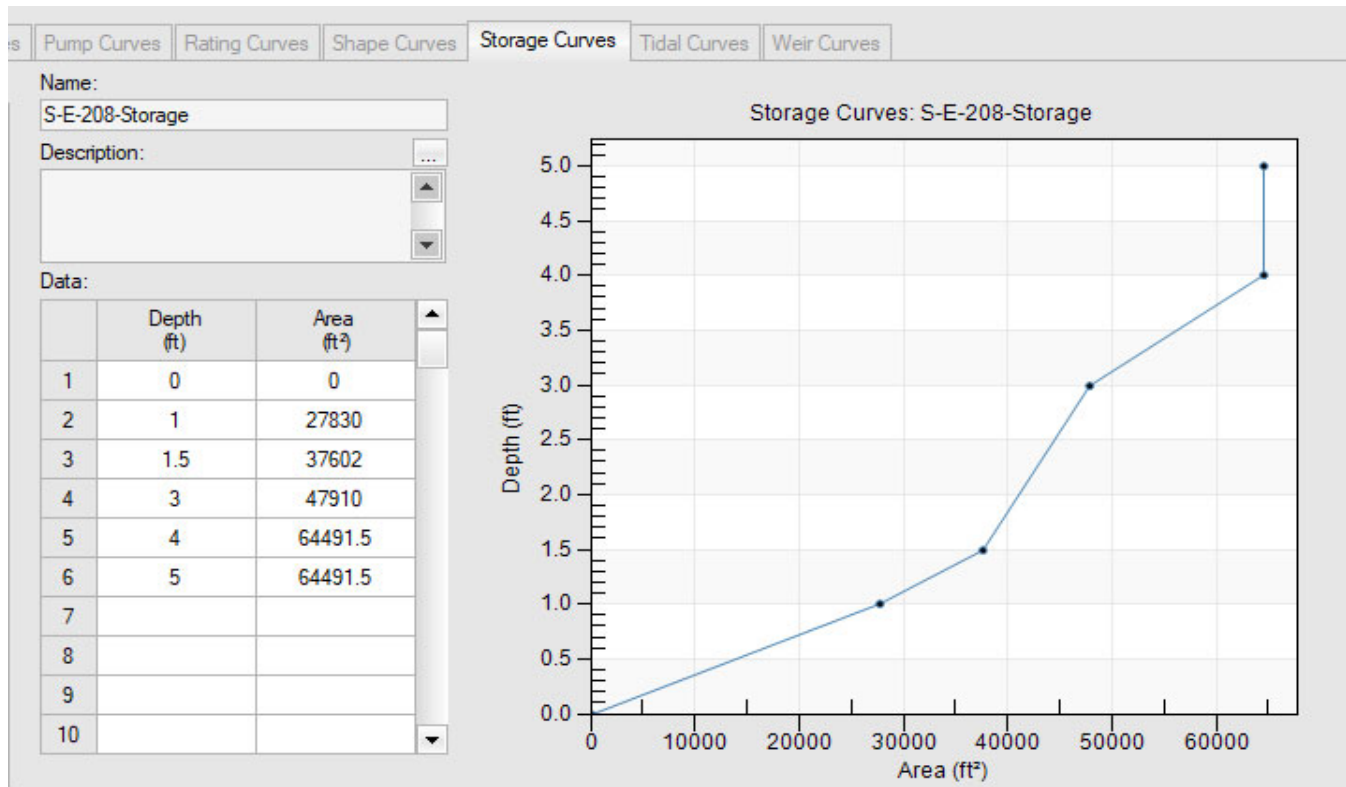 es Pump Curves Rating Curves Shape Curves Storage Curves Tidal Curves Weir Curves
Name:
S-E-208-Storage
Description:
...
Data:
Depth (ft) Area (ft²)
1 0 0
2 1 27830
3 1.5 37602
4 3 47910
5 4 64491.5
6 5 64491.5
7
8
9
10
Storage Curves: S-E-208-Storage
Depth (ft)
5.0
4.5
4.0
3.5
3.0
2.5
2.0
1.5
1.0
0.5
0.0
0 10000 20000 30000 40000 50000 60000
Area (ft²)